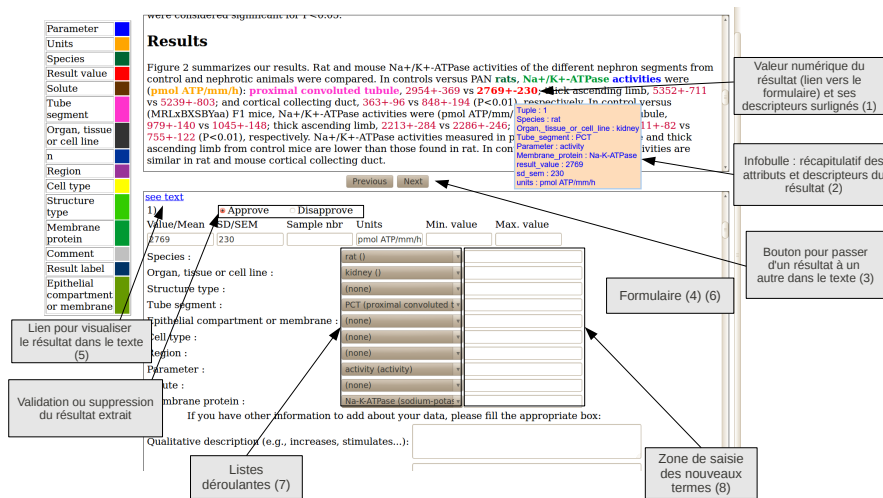 were considered significant for P<0.05.
Results
Figure 2 summarizes our results. Rat and mouse Na+/K+-ATPase activities of the different nephron segments from
control and nephrotic animals were compared. In controls versus PAN rats, Na+/K+-ATPase activities were
(pmol ATP/mm/h): proximal convoluted tubule, 2954+-369 vs 2769+-230; thick ascending limb, 5352+-711
vs 5239+-803; and cortical collecting duct, 363+-96 vs 848+-194 (P<0.01), respectively. In control versus
(MRLxBXSBYaa) F1 mice, Na+/K+-ATPase activities were (pmol ATP/mm/ bule,
979+-140 vs 1045+-148; thick ascending limb, 2213+-284 vs 2286+-246; 11+-82 vs
755+-122 (P<0.01), respectively. Na+/K+-ATPase activities measured in p and thick
ascending limb from control mice are lower than those found in rat. In con ivities are
similar in rat and mouse cortical collecting duct.
Tuple : 1
Species : rat
Organ_tissue_or_cell_line : kidney
Tube_segment : PCT
Parameter : activity
Membrane_protein : Na-K-ATPase
result_value : 2769
sd_sem : 230
units : pmol ATP/mm/h
Parameter
Units
Species
Result value
Solute
Tube
segment
Organ, tissue
or cell line
n
Region
Cell type
Structure
type
Membrane
protein
Comment
Result label
Epithelial
compartment
or membrane
Previous Next
see text
1) Approve Disapprove
Value/Mean SD/SEM Sample nbr Units Min. value Max. value
2769 230 pmol ATP/mm/h
Species : rat ()
Organ, tissue or cell line : kidney ()
Structure type : (none)
Tube segment : PCT (proximal convoluted t
Epithelial compartment or membrane : (none)
Cell type : (none)
Region : (none)
Parameter : activity (activity)
ute : (none)
mbrane protein : Na-K-ATPase (sodium-potas
If you have other information to add about your data, please fill the appropriate box:
Qualitative description (e.g., increases, stimulates...):
Valeur numérique du
résultat (lien vers le
formulaire) et ses
descripteurs surlignés (1)
Infobulle : récapitulatif des
attributs et descripteurs du
résultat (2)
Bouton pour passer
d'un résultat à un
autre dans le texte (3)
Formulaire (4) (6)
Lien pour visualiser
le résultat dans le texte
(5)
Validation ou suppression
du résultat extrait
Listes
déroulantes (7)
Zone de saisie
des nouveaux
termes (8)